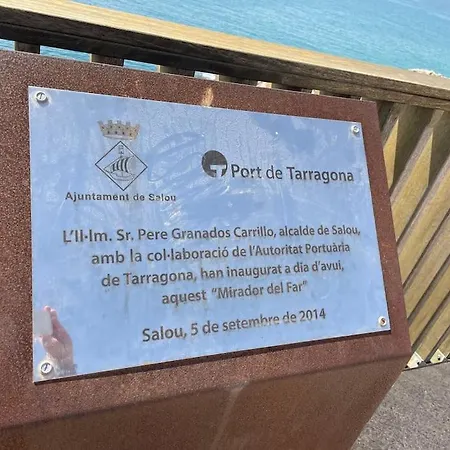 Ajuntament de Salou
Port de Tarragona
L'Il·lm. Sr. Pere Granados Carrillo, alcalde de Salou,
amb la col·laboració de l'Autoritat Portuària
de Tarragona, han inaugurat a dia d'avui,
aquest "Mirador del Far"
Salou, 5 de setembre de 2014